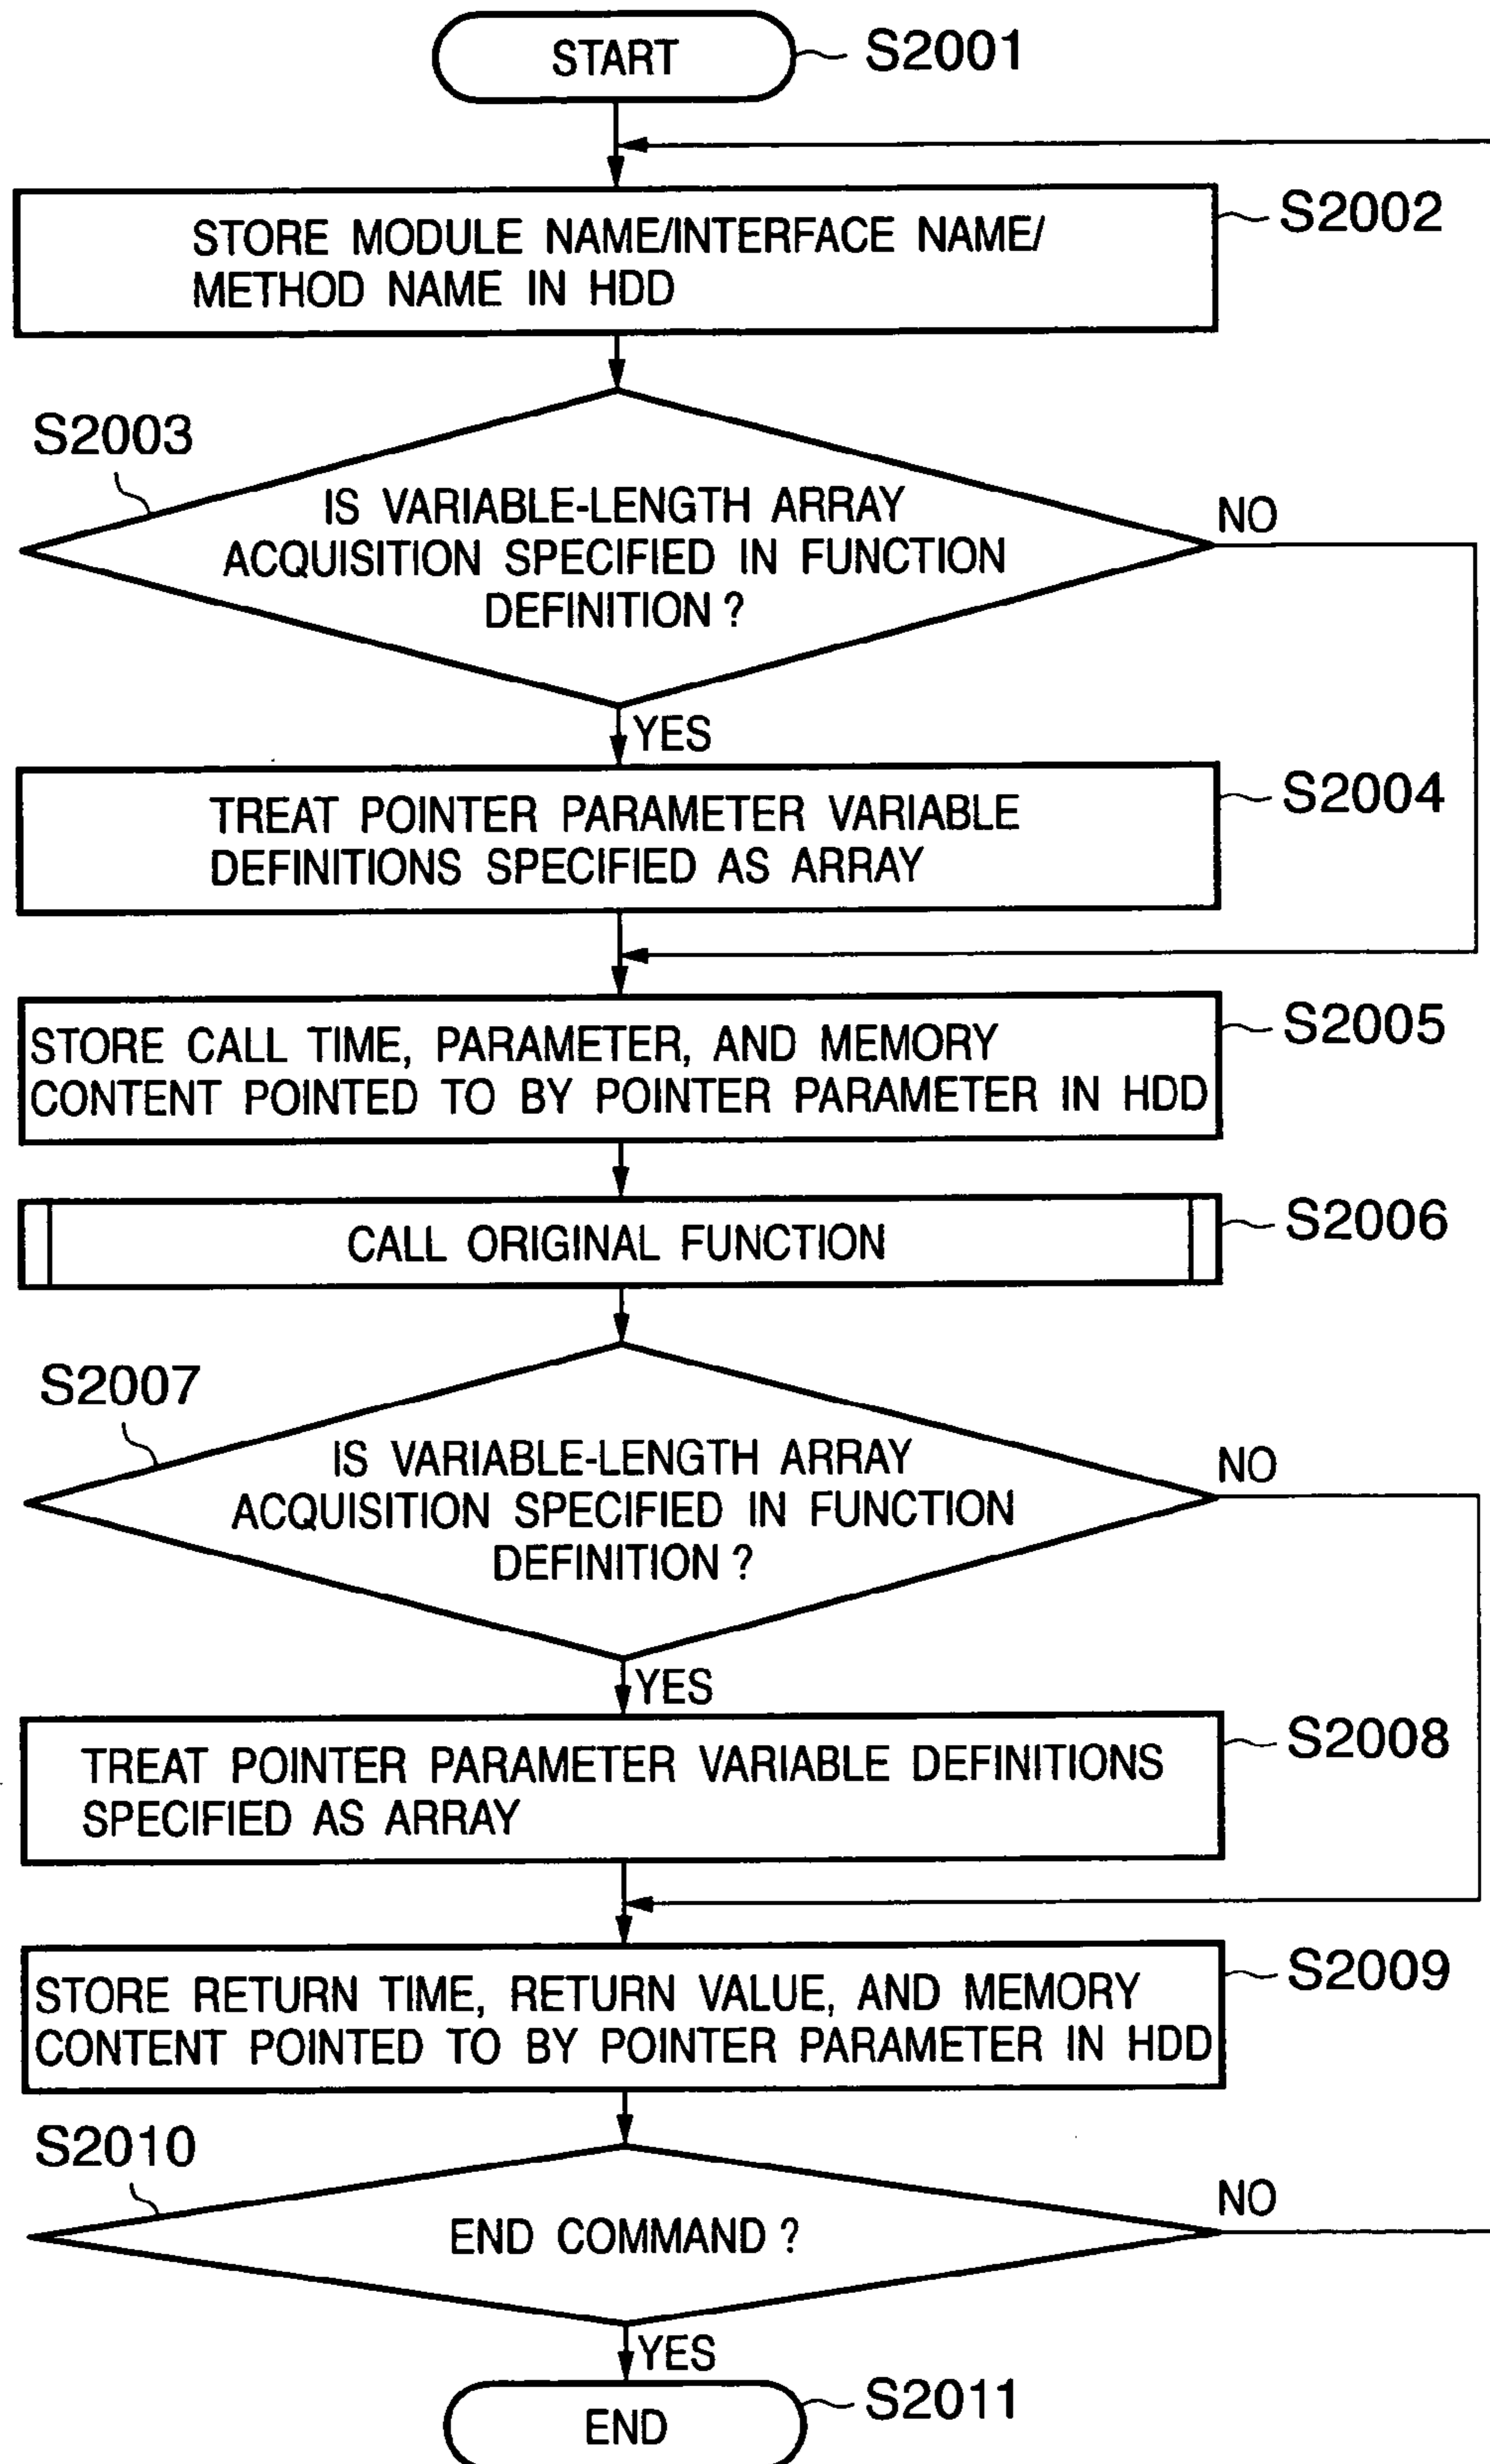 START
S2001
S2002
STORE MODULE NAME/INTERFACE NAME/
METHOD NAME IN HDD
S2003
IS VARIABLE-LENGTH ARRAY
ACQUISITION SPECIFIED IN FUNCTION
DEFINITION ?
NO
YES
S2004
TREAT POINTER PARAMETER VARIABLE
DEFINITIONS SPECIFIED AS ARRAY
S2005
STORE CALL TIME, PARAMETER, AND MEMORY
CONTENT POINTED TO BY POINTER PARAMETER IN HDD
S2006
CALL ORIGINAL FUNCTION
S2007
IS VARIABLE-LENGTH ARRAY
ACQUISITION SPECIFIED IN FUNCTION
DEFINITION ?
NO
YES
S2008
TREAT POINTER PARAMETER VARIABLE DEFINITIONS
SPECIFIED AS ARRAY
S2009
STORE RETURN TIME, RETURN VALUE, AND MEMORY
CONTENT POINTED TO BY POINTER PARAMETER IN HDD
S2010
END COMMAND ?
NO
YES
END
S2011